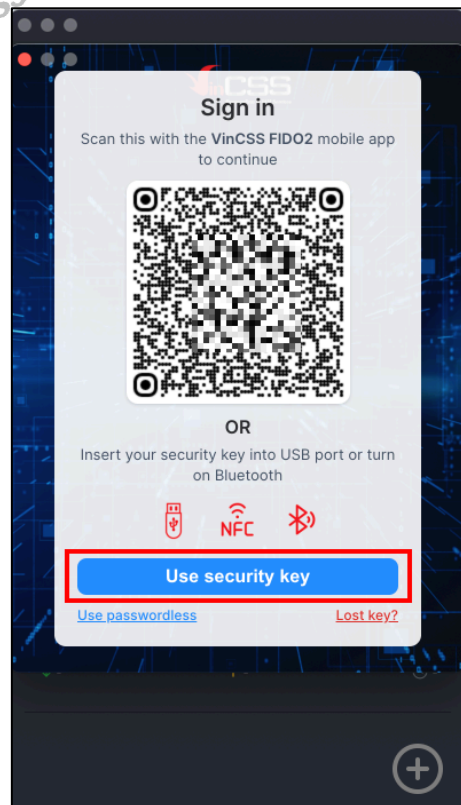 VinCSS
Sign in
Scan this with the VinCSS FIDO2 mobile app
to continue
OR
Insert your security key into USB port or turn
on Bluetooth
NFC
Use security key
Use passwordless
Lost key?